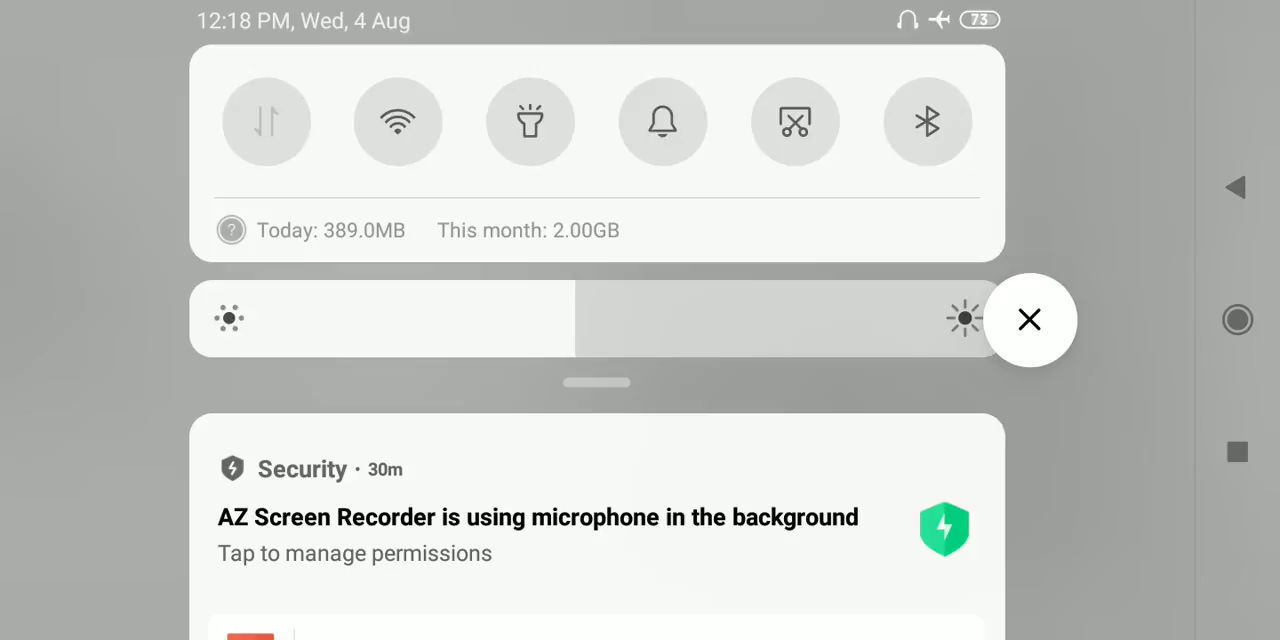 12:18 PM, Wed, 4 Aug 73
? Today: 389.0MB This month: 2.00GB
Security · 30m
AZ Screen Recorder is using microphone in the background
Tap to manage permissions